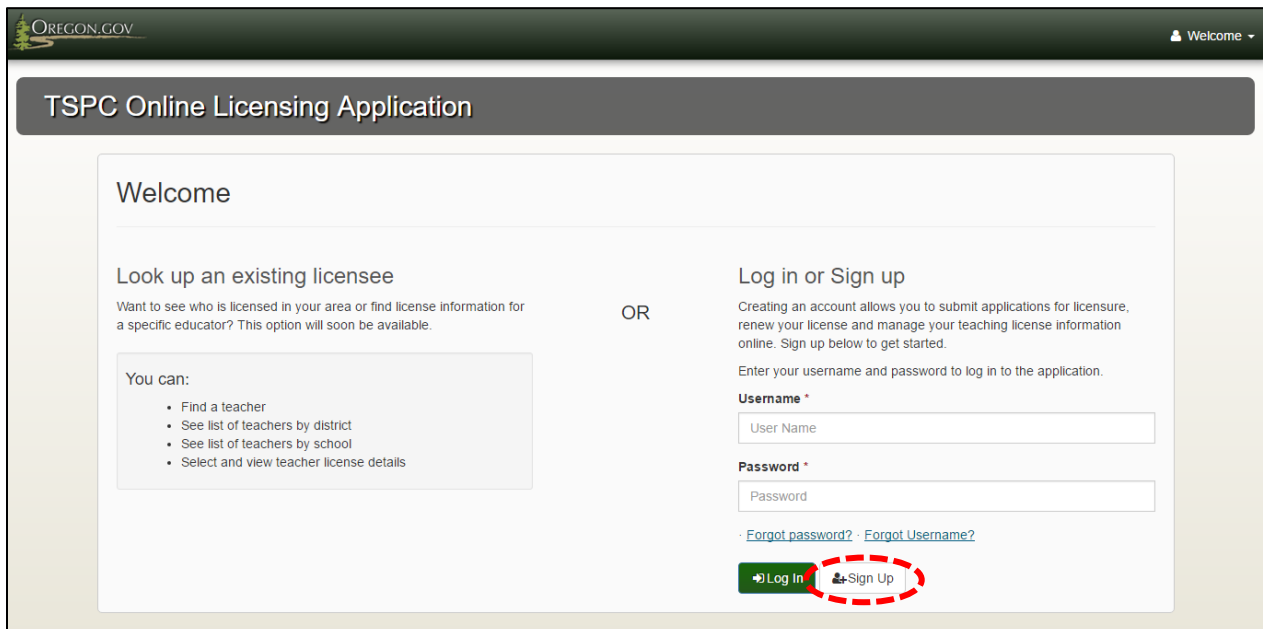 OREGON.GOV
Welcome
TSPC Online Licensing Application
Welcome
Look up an existing licensee
Want to see who is licensed in your area or find license information for
a specific educator? This option will soon be available.
You can:
• Find a teacher
• See list of teachers by district
• See list of teachers by school
• Select and view teacher license details
OR
Log in or Sign up
Creating an account allows you to submit applications for licensure,
renew your license and manage your teaching license information
online. Sign up below to get started.
Enter your username and password to log in to the application.
Username *
User Name
Password *
Password
· Forgot password? · Forgot Username?
Log In Sign Up